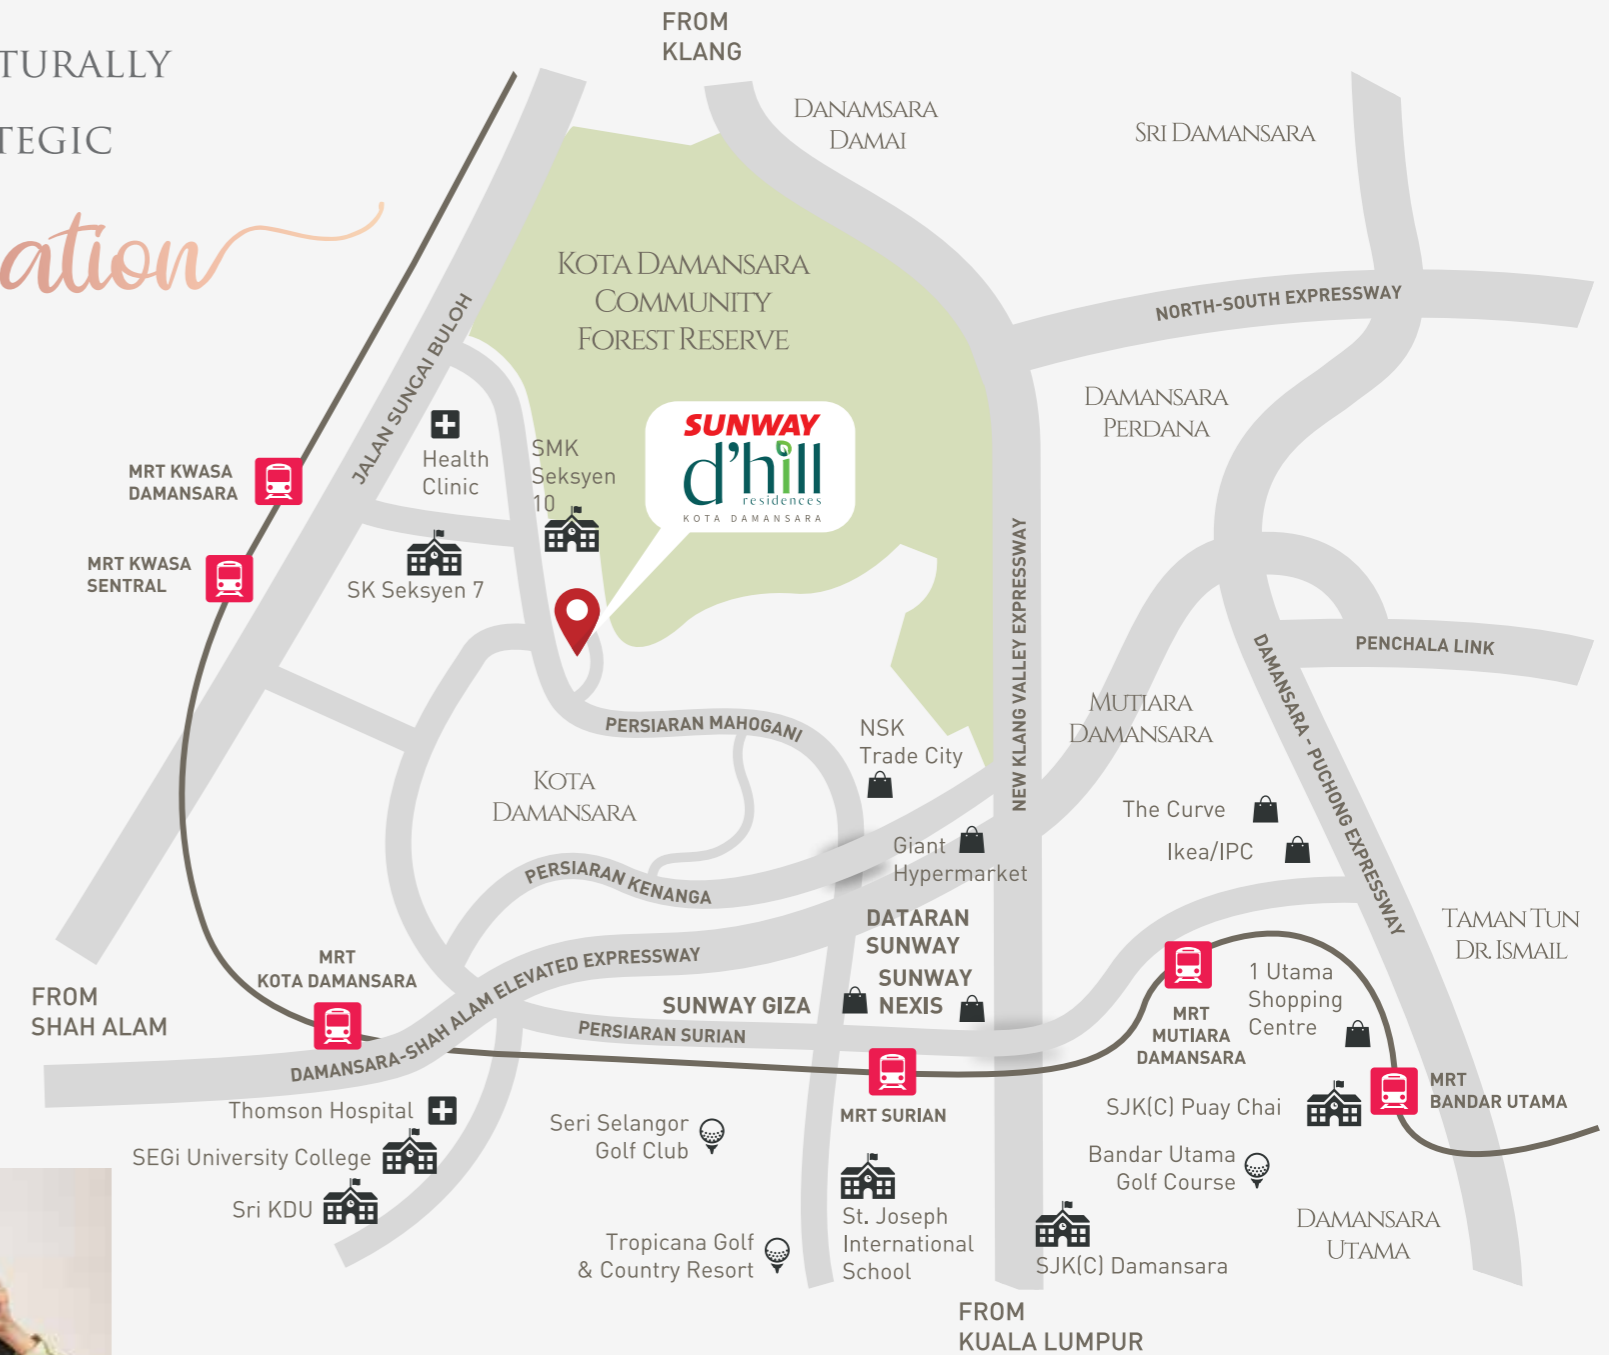 FROM
KLANG
TURALLY
TEGIC
ation
DANAMSARA
DAMAI
SRI DAMANSARA
KOTA DAMANSARA
COMMUNITY
FOREST RESERVE
NORTH-SOUTH EXPRESSWAY
JALAN SUNGAI BULOH
DAMANSARA
PERDANA
SUNWAY
d'hill
residences
KOTA DAMANSARA
Health
Clinic
SMK
Seksyen
10
MRT KWASA
DAMANSARA
MRT KWASA
SENTRAL
SK Seksyen 7
NEW KLANG VALLEY EXPRESSWAY
PENCHALA LINK
DAMANSARA - PUCHONG EXPRESSWAY
MUTIARA
DAMANSARA
PERSIARAN MAHOGANI
NSK
Trade City
KOTA
DAMANSARA
The Curve
Ikea/IPC
Giant
Hypermarket
PERSIARAN KENANGA
DATARAN
SUNWAY
TAMAN TUN
DR. ISMAIL
MRT
KOTA DAMANSARA
DAMANSARA-SHAH ALAM ELEVATED EXPRESSWAY
SUNWAY GIZA
SUNWAY
NEXIS
1 Utama
Shopping
Centre
FROM
SHAH ALAM
PERSIARAN SURIAN
MRT
MUTIARA
DAMANSARA
MRT SURIAN
MRT
BANDAR UTAMA
Thomson Hospital
SJK(C) Puay Chai
Seri Selangor
Golf Club
SEGi University College
Bandar Utama
Golf Course
Sri KDU
St. Joseph
International
School
DAMANSARA
UTAMA
Tropicana Golf
& Country Resort
SJK(C) Damansara
FROM
KUALA LUMPUR